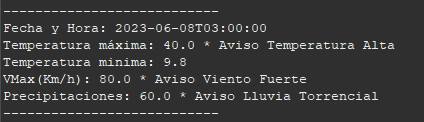 ---------------------------
Fecha y Hora: 2023-06-08T03:00:00
Temperatura máxima: 40.0 * Aviso Temperatura Alta
Temperatura minima: 9.8
VMax(Km/h): 80.0 * Aviso Viento Fuerte
Precipitaciones: 60.0 * Aviso Lluvia Torrencial
---------------------------